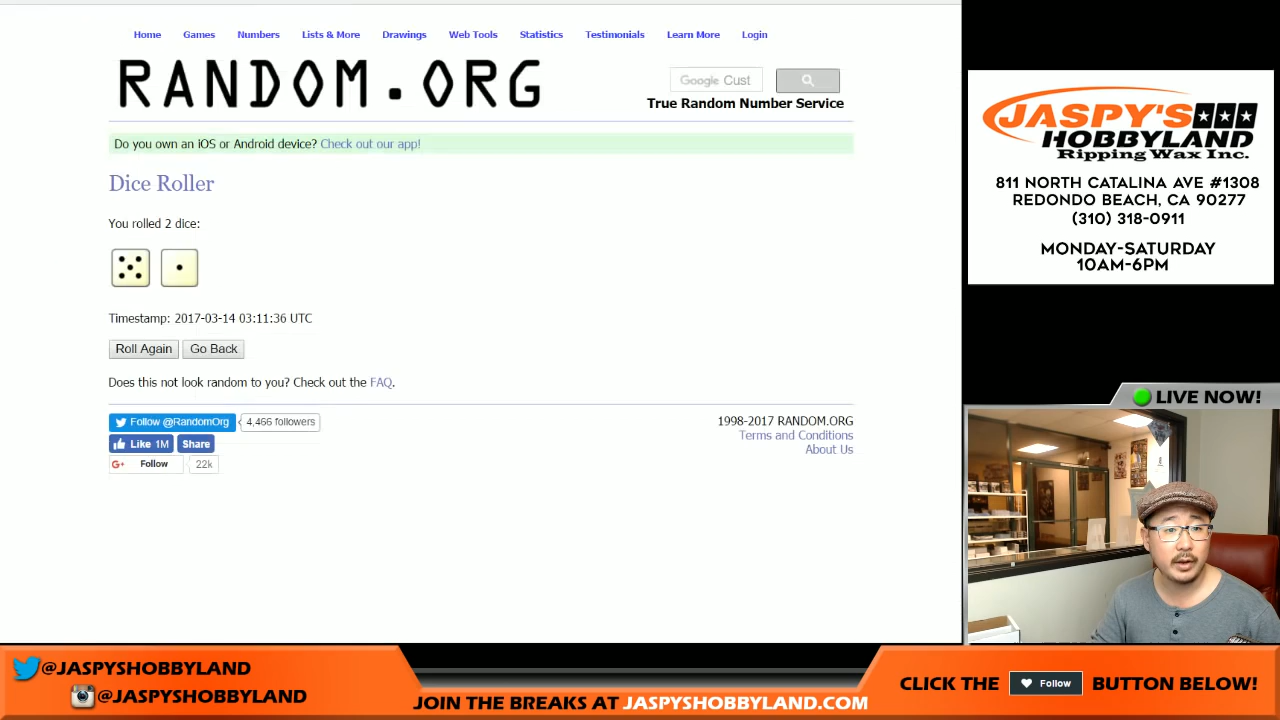 Home Games Numbers Lists & More Drawings Web Tools Statistics Testimonials Learn More Login
RANDOM.ORG
Google Cust
True Random Number Service
Do you own an iOS or Android device? Check out our app!
Dice Roller
You rolled 2 dice:
Timestamp: 2017-03-14 03:11:36 UTC
Roll Again Go Back
Does this not look random to you? Check out the FAQ.
Follow @RandomOrg 4,466 followers
Like 1M Share
G+ Follow 22k
1998-2017 RANDOM.ORG
Terms and Conditions
About Us
JASPY'S
HOBBYLAND
Ripping Wax Inc.
811 NORTH CATALINA AVE #1308
REDONDO BEACH, CA 90277
(310) 318-0911
MONDAY-SATURDAY
10AM-6PM
LIVE NOW!
@JASPYSHOBBYLAND
@JASPYSHOBBYLAND
JOIN THE BREAKS AT JASPYSHOBBYLAND.COM
CLICK THE Follow BUTTON BELOW!